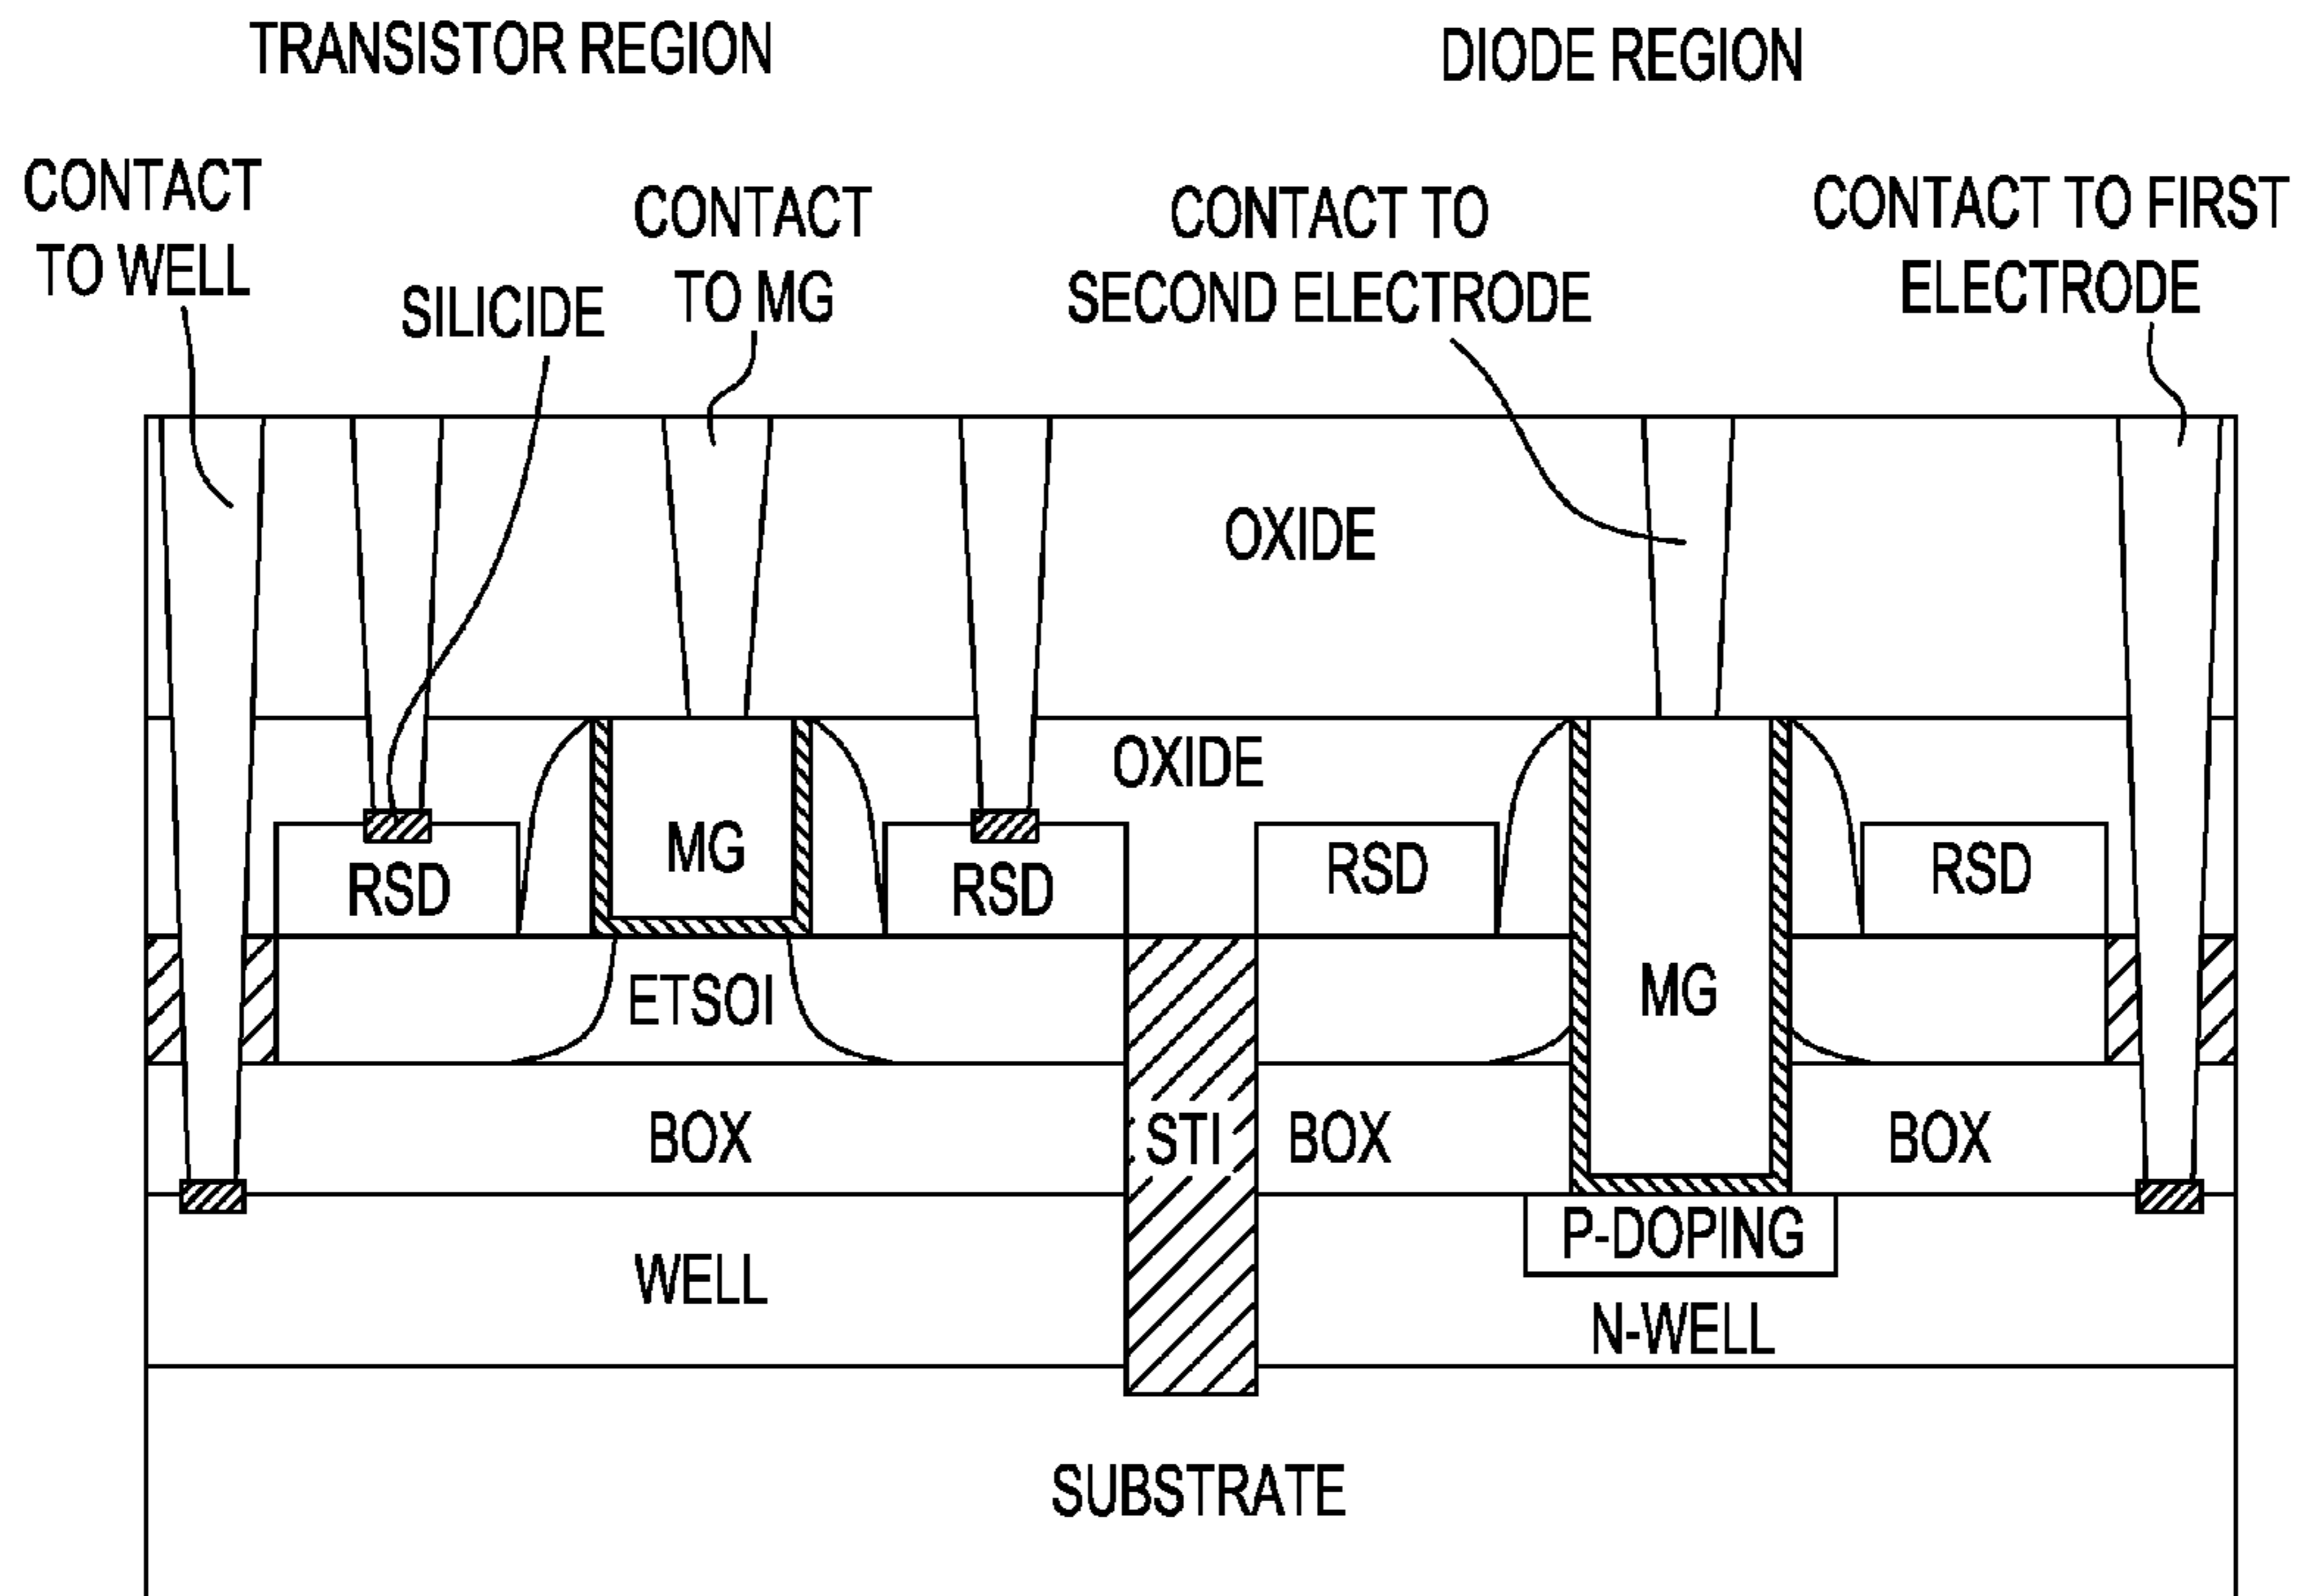 TRANSISTOR REGION
DIODE REGION
CONTACT
TO WELL
SILICIDE
CONTACT
TO MG
CONTACT TO
SECOND ELECTRODE
CONTACT TO FIRST
ELECTRODE
OXIDE
OXIDE
RSD
MG
RSD
RSD
RSD
ETSOI
MG
BOX
STI
BOX
BOX
WELL
P-DOPING
N-WELL
SUBSTRATE